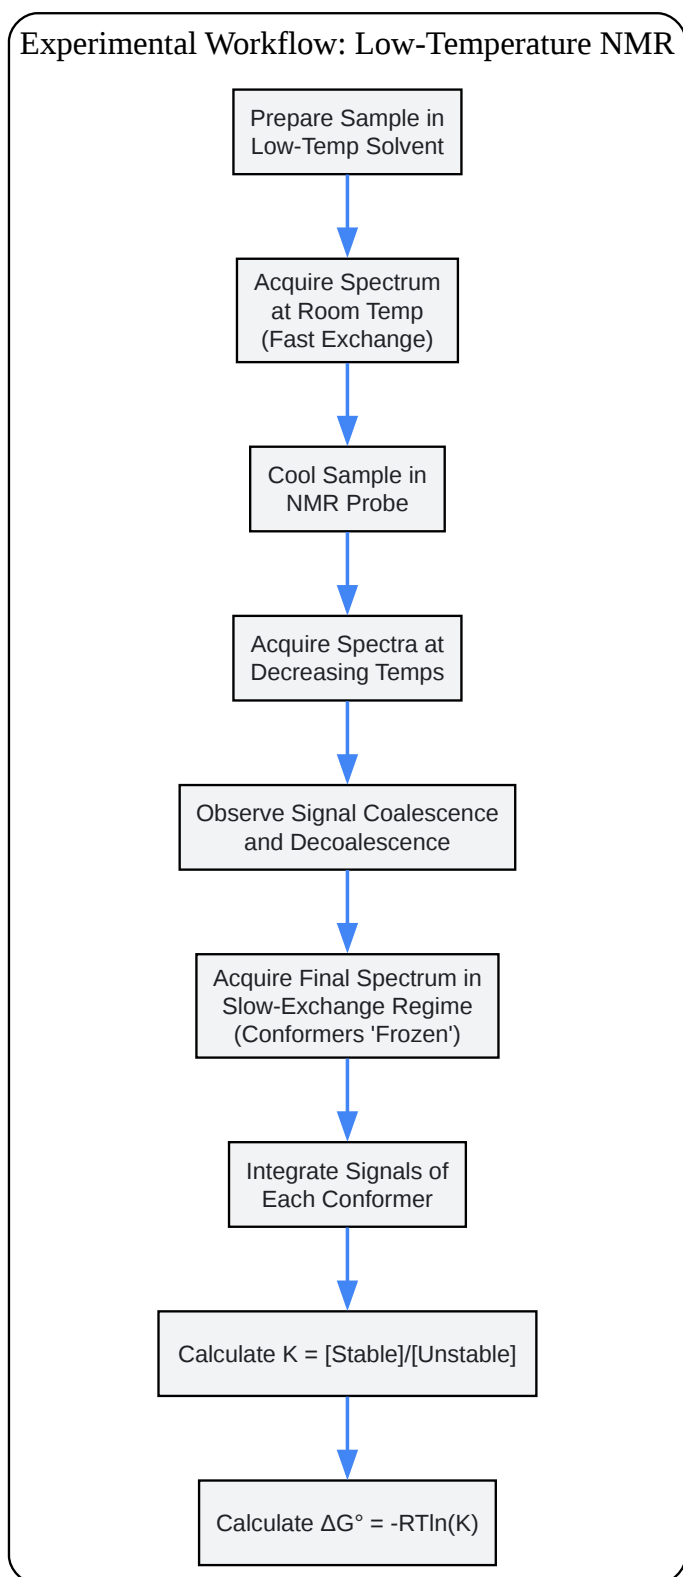 Experimental Workflow: Low-Temperature NMR
Prepare Sample in
Low-Temp Solvent
Acquire Spectrum
at Room Temp
(Fast Exchange)
Cool Sample in
NMR Probe
Acquire Spectra at
Decreasing Temps
Observe Signal Coalescence
and Decoalescence
Acquire Final Spectrum in
Slow-Exchange Regime
(Conformers 'Frozen')
Integrate Signals of
Each Conformer
Calculate K = [Stable]/[Unstable]
Calculate ΔG° = -RTln(K)